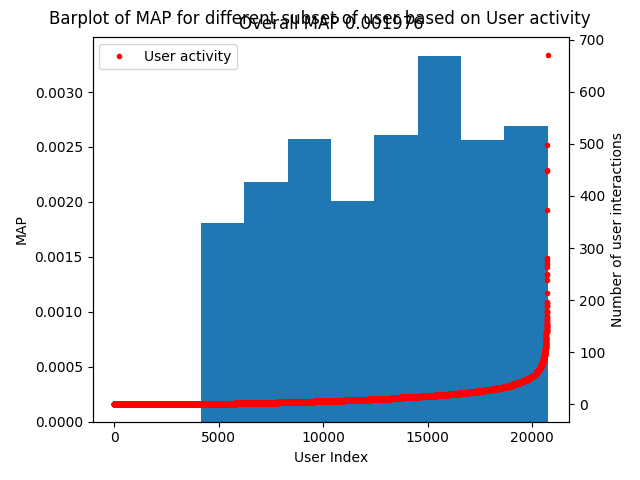 Barplot of MAP for different subset of user based on User activity
Overall MAP 0.001976
User activity
0.0030
0.0025
0.0020
0.0015
0.0010
0.0005
0.0000
MAP
700
600
500
400
300
200
100
0
Number of user interactions
0 5000 10000 15000 20000
User Index